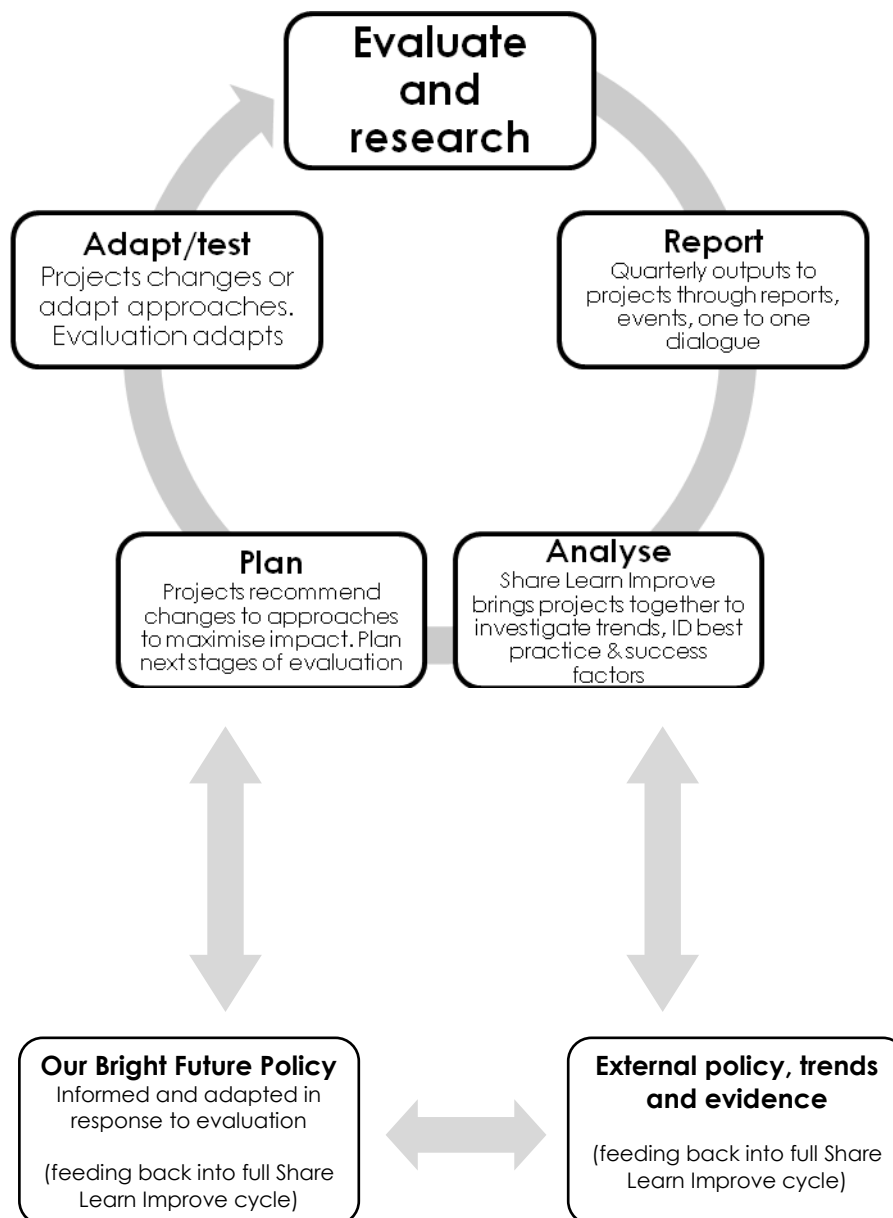 Evaluate
and
research
Adapt/test
Projects changes or
adapt approaches.
Evaluation adapts
Report
Quarterly outputs to
projects through reports,
events, one to one
dialogue
Plan
Projects recommend
changes to approaches
to maximise impact. Plan
next stages of evaluation
Analyse
Share Learn Improve
brings projects together to
investigate trends, ID best
practice & success
factors
Our Bright Future Policy
Informed and adapted in
response to evaluation
(feeding back into full Share
Learn Improve cycle)
External policy, trends
and evidence
(feeding back into full Share
Learn Improve cycle)